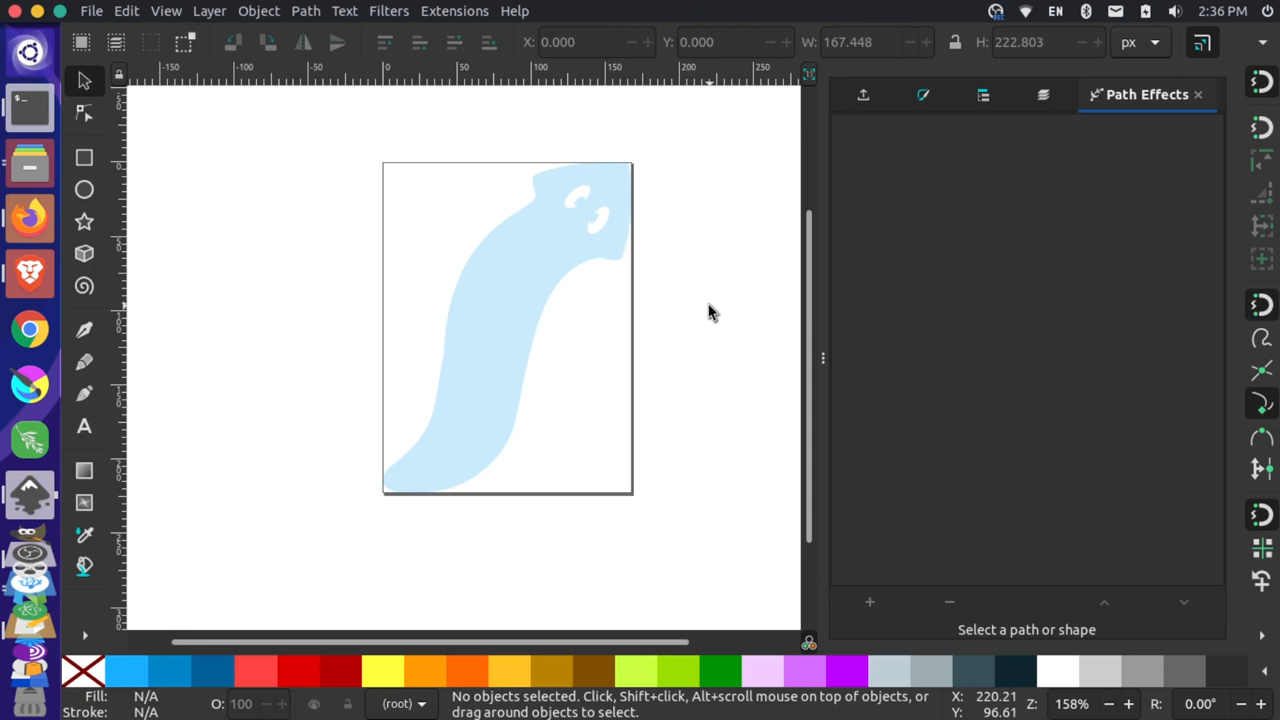 File Edit View Layer Object Path Text Filters Extensions Help EN 2:36 PM
X: 0.000 Y: 0.000 W: 167.448 H: 222.803 px
-150 -100 -50 0 50 100 150 200 250
Path Effects
A
Select a path or shape
Fill: N/A
Stroke: N/A
O: 100
(root)
No objects selected. Click, Shift+click, Alt+scroll mouse on top of objects, or
drag around objects to select.
X: 220.21
Y: 96.61
158%
R: 0.00°